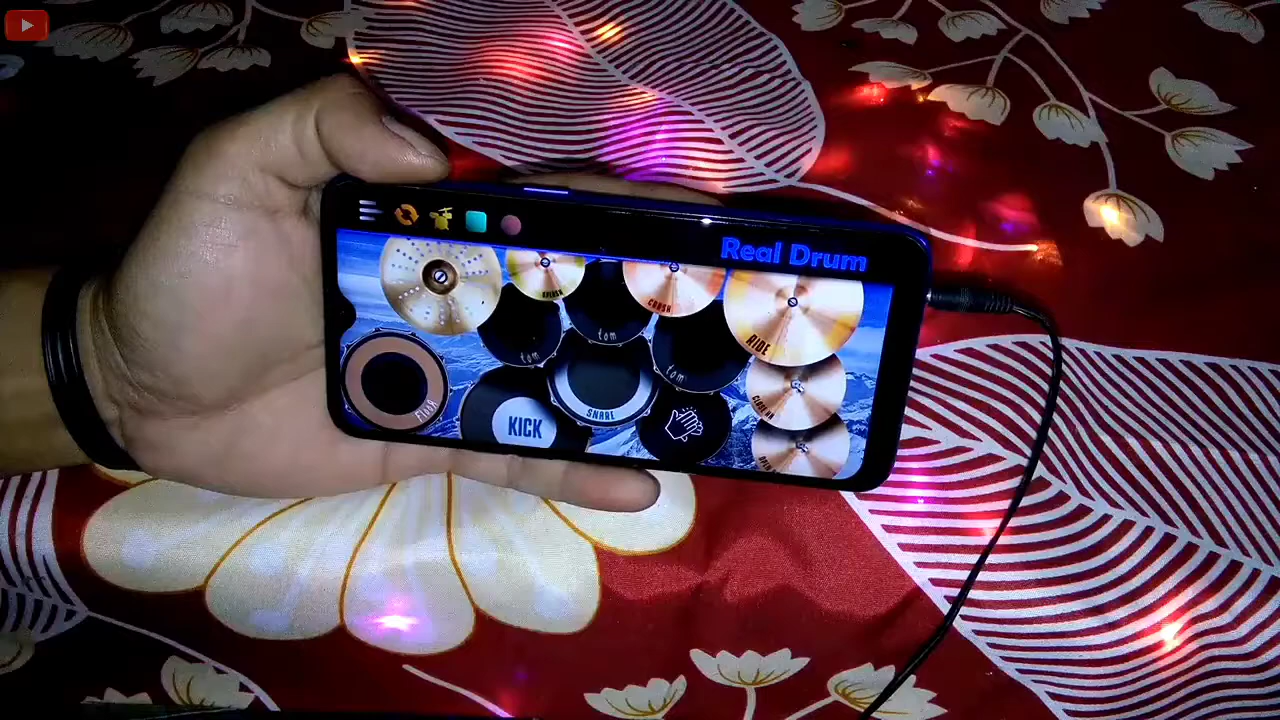 Real Drum
SPLASH
CRASH
RIDE
tom
tom
tom
FLOOR
KICK
SNARE